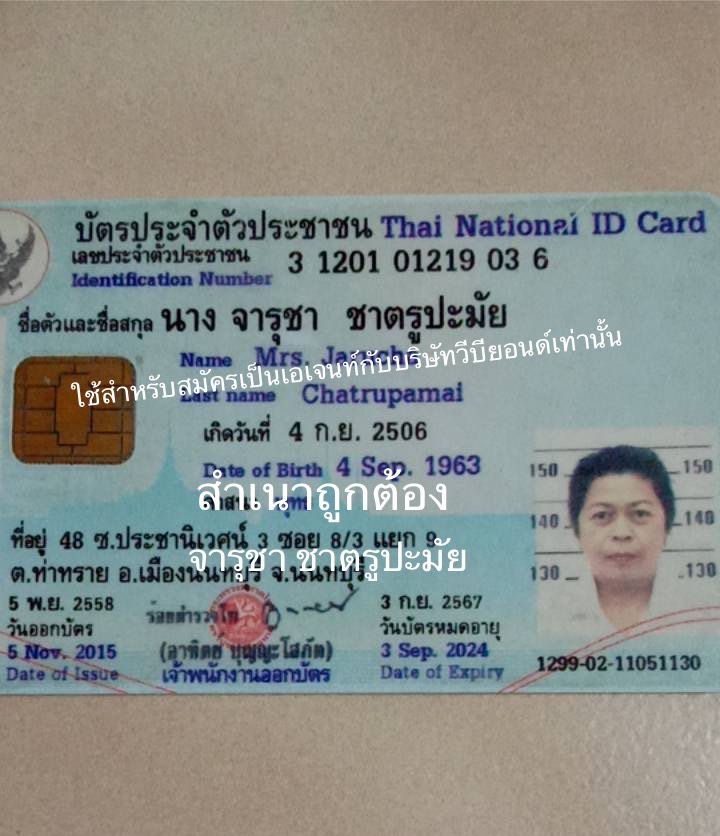 บัตรประจำตัวประชาชน Thai National ID Card
เลขประจำตัวประชาชน 3 1201 01219 03 6
Identification Number
ชื่อตัวและชื่อสกุล นาง จารุชา ชาตรูปะมัย
Name Mrs.
ใช้สำหรับสมัครเป็นเอเจนท์กับบริษัทวีบียอนด์เท่านั้น
Last name Chatrupamai
เกิดวันที่ 4 ก.ย. 2506
Date of Birth 4 Sep. 1963
สำเนาถูกต้อง
ที่อยู่ 48 ซ.ประชานิเวศน์ 3 ซอย 8/3 แยก 9
จารุชา ชาตรูปะมัย
ต.ท่าทราย อ.เมืองนนทบุรี จ.นนทบุรี
150 150
140 140
130 130
5 พ.ย. 2558
วันออกบัตร
5 Nov. 2015
Date of Issue
ร้อยตำรวจโท
(อาทิตย์ บุญญะโสภัต)
เจ้าพนักงานออกบัตร
3 ก.ย. 2567
วันบัตรหมดอายุ
3 Sep. 2024
Date of Expiry
1299-02-11051130